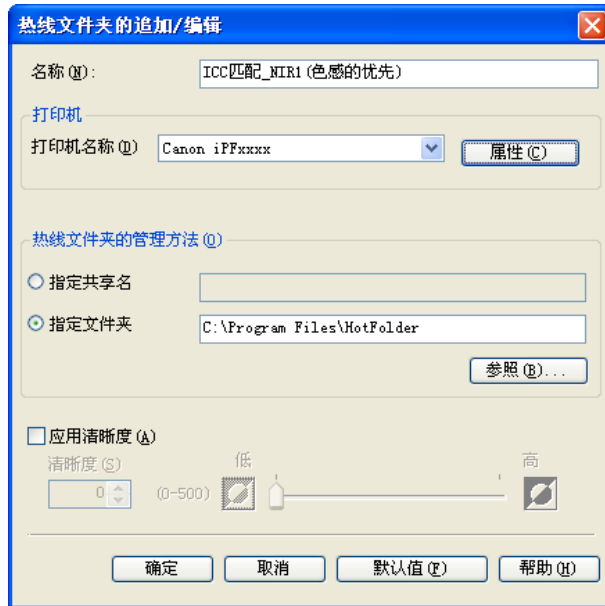 热线文件夹的追加/编辑
名称(N): ICC匹配_NIR1(色感的优先)
打印机
打印机名称(D) Canon iPFxxxx 属性(C)
热线文件夹的管理方法(O)
指定共享名
指定文件夹 C:\Program Files\HotFolder
参照(B)...
应用清晰度(A)
清晰度(S) 低 高
0 (0-500)
确定 取消 默认值(F) 帮助(H)